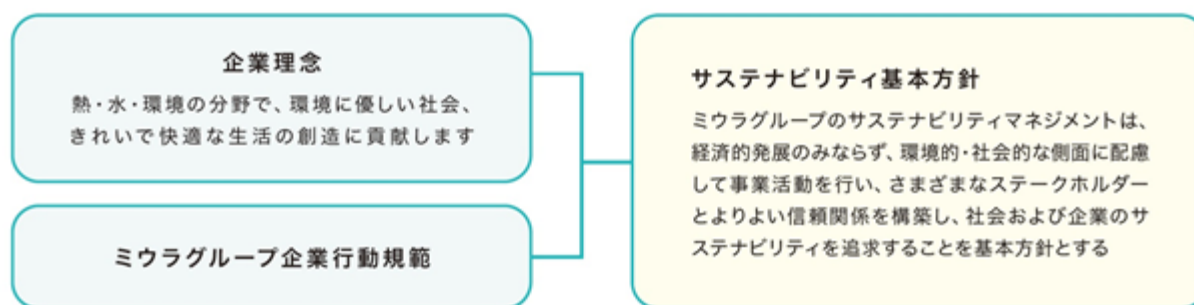 企業理念
熱・水・環境の分野で、環境に優しい社会、
きれいで快適な生活の創造に貢献します
ミウラグループ企業行動規範
サステナビリティ基本方針
ミウラグループのサステナビリティマネジメントは、
経済的発展のみならず、環境的・社会的な側面に配慮
して事業活動を行い、さまざまなステークホルダー
とよりよい信頼関係を構築し、社会および企業のサ
ステナビリティを追求することを基本方針とする